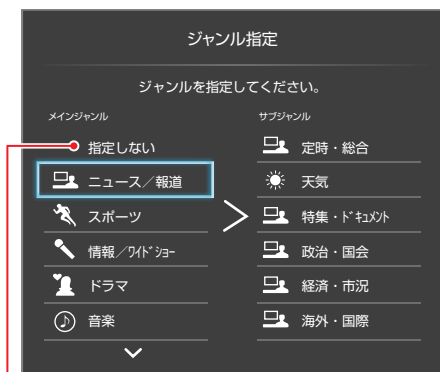 ジャンル指定
ジャンルを指定してください。
メインジャンル
指定しない
ニュース／報道
スポーツ
情報／ワイドショー
ドラマ
音楽
サブジャンル
定時・総合
天気
特集・ドキュメント
政治・国会
経済・市況
海外・国際